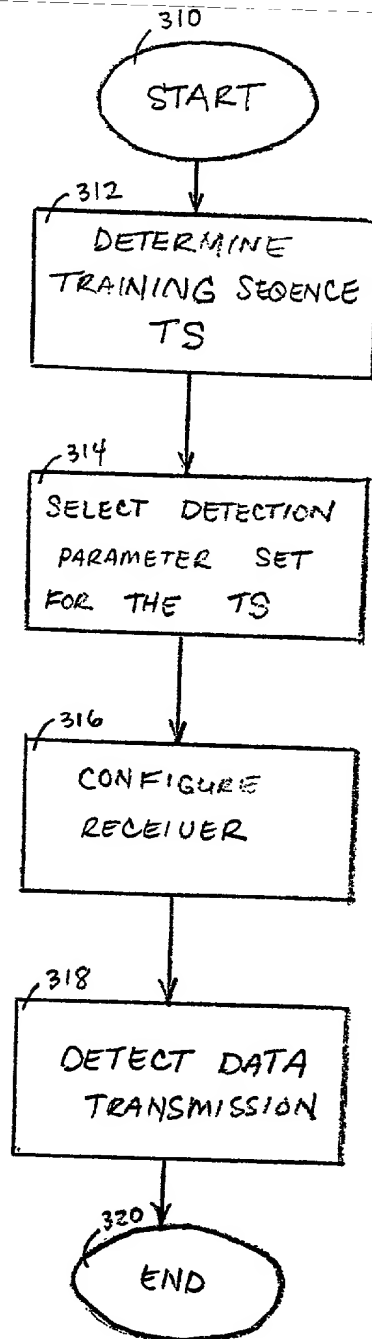 310
START
312
DETERMINE
TRAINING SEQENCE
TS
314
SELECT DETECTION
PARAMETER SET
FOR THE TS
316
CONFIGURE
RECEIVER
318
DETECT DATA
TRANSMISSION
320
END